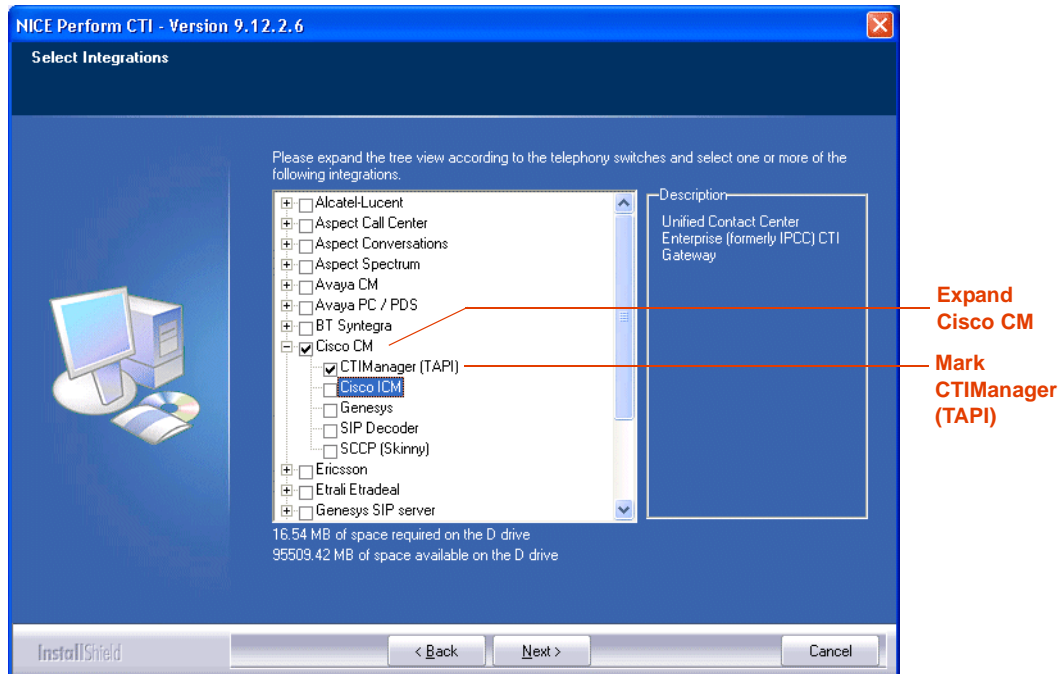 NICE Perform CTI - Version 9.12.2.6
Select Integrations
Please expand the tree view according to the telephony switches and select one or more of the
following integrations.
Alcatel-Lucent
Aspect Call Center
Aspect Conversations
Aspect Spectrum
Avaya CM
Avaya PC / PDS
BT Syntegra
Cisco CM
CTIManager (TAPI)
Cisco ICM
Genesys
SIP Decoder
SCCP (Skinny)
Ericsson
Etrali Etradeal
Genesys SIP server
Description
Unified Contact Center
Enterprise (formerly IPCC) CTI
Gateway
Expand
Cisco CM
Mark
CTIManager
(TAPI)
16.54 MB of space required on the D drive
95509.42 MB of space available on the D drive
InstallShield
< Back
Next >
Cancel